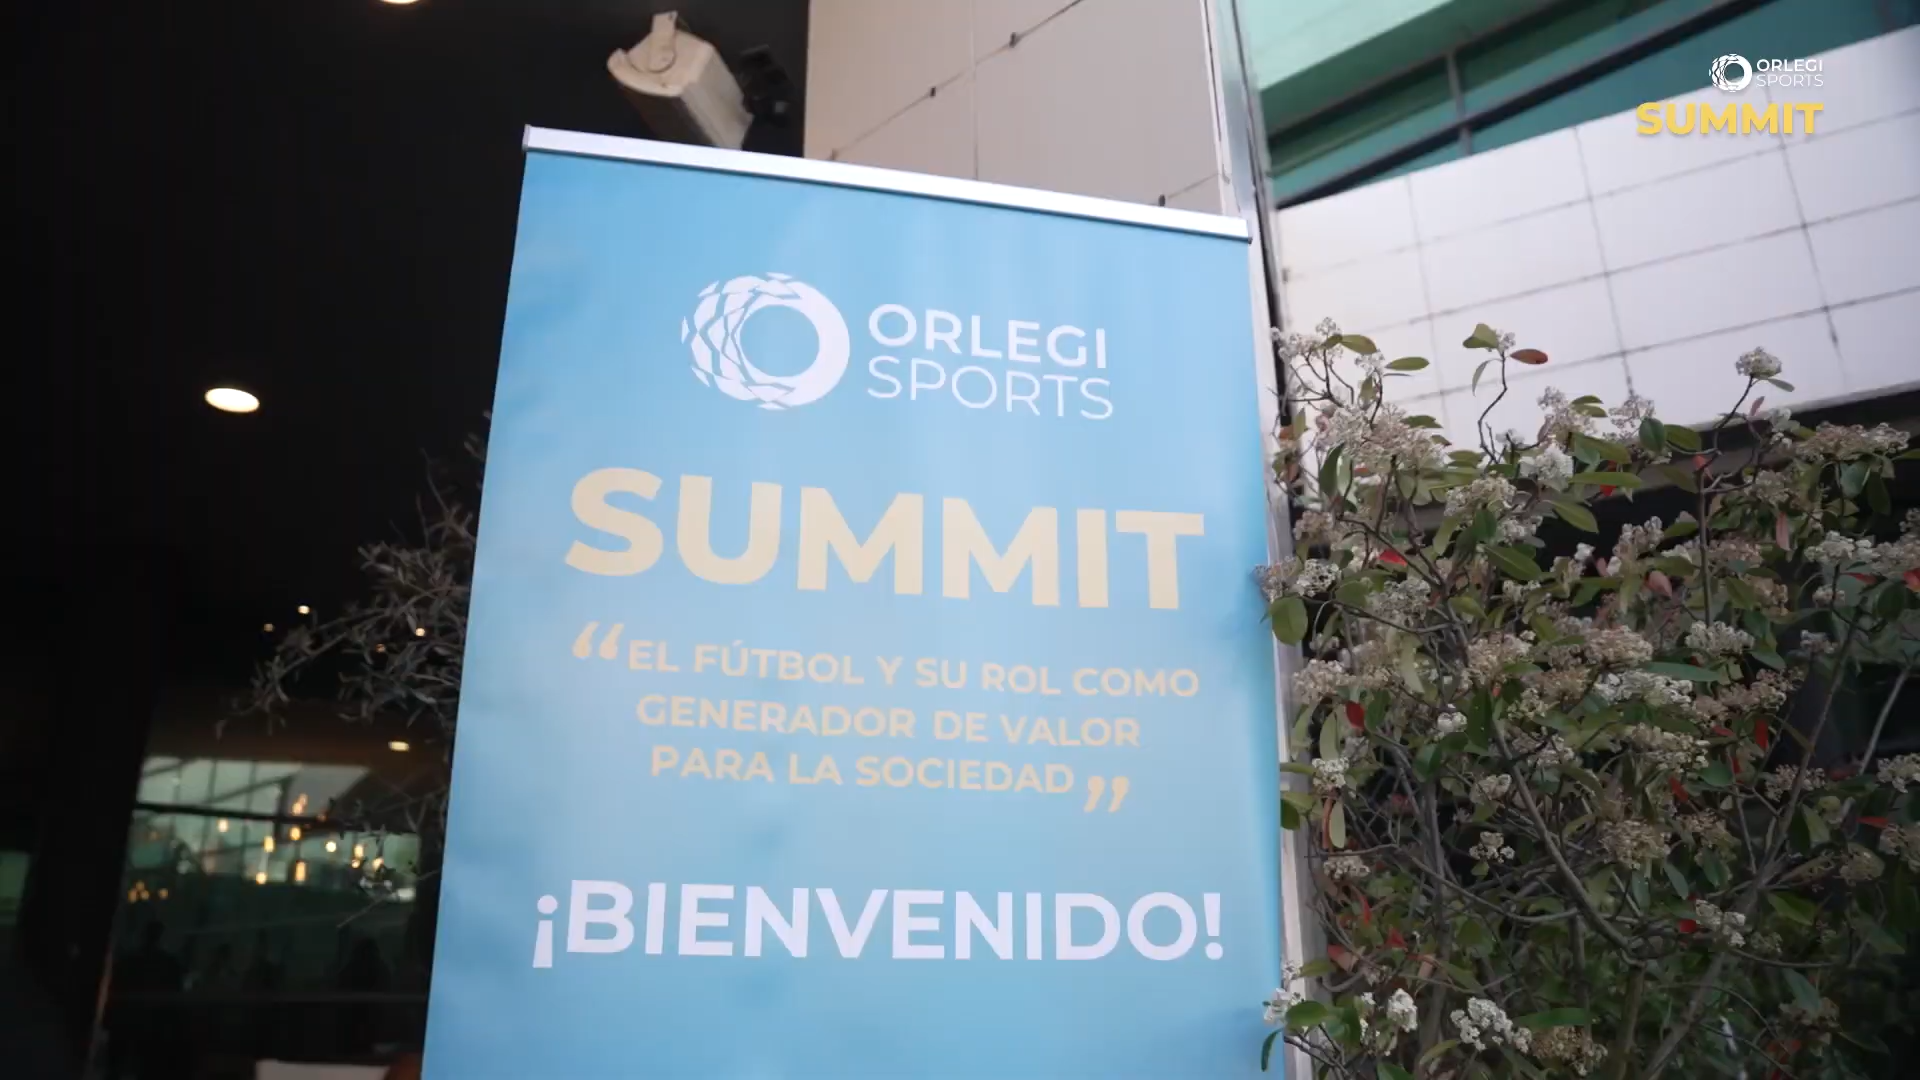 ORLEGI
SPORTS
SUMMIT
ORLEGI
SPORTS
SUMMIT
“EL FÚTBOL Y SU ROL COMO
GENERADOR DE VALOR
PARA LA SOCIEDAD”
¡BIENVENIDO!